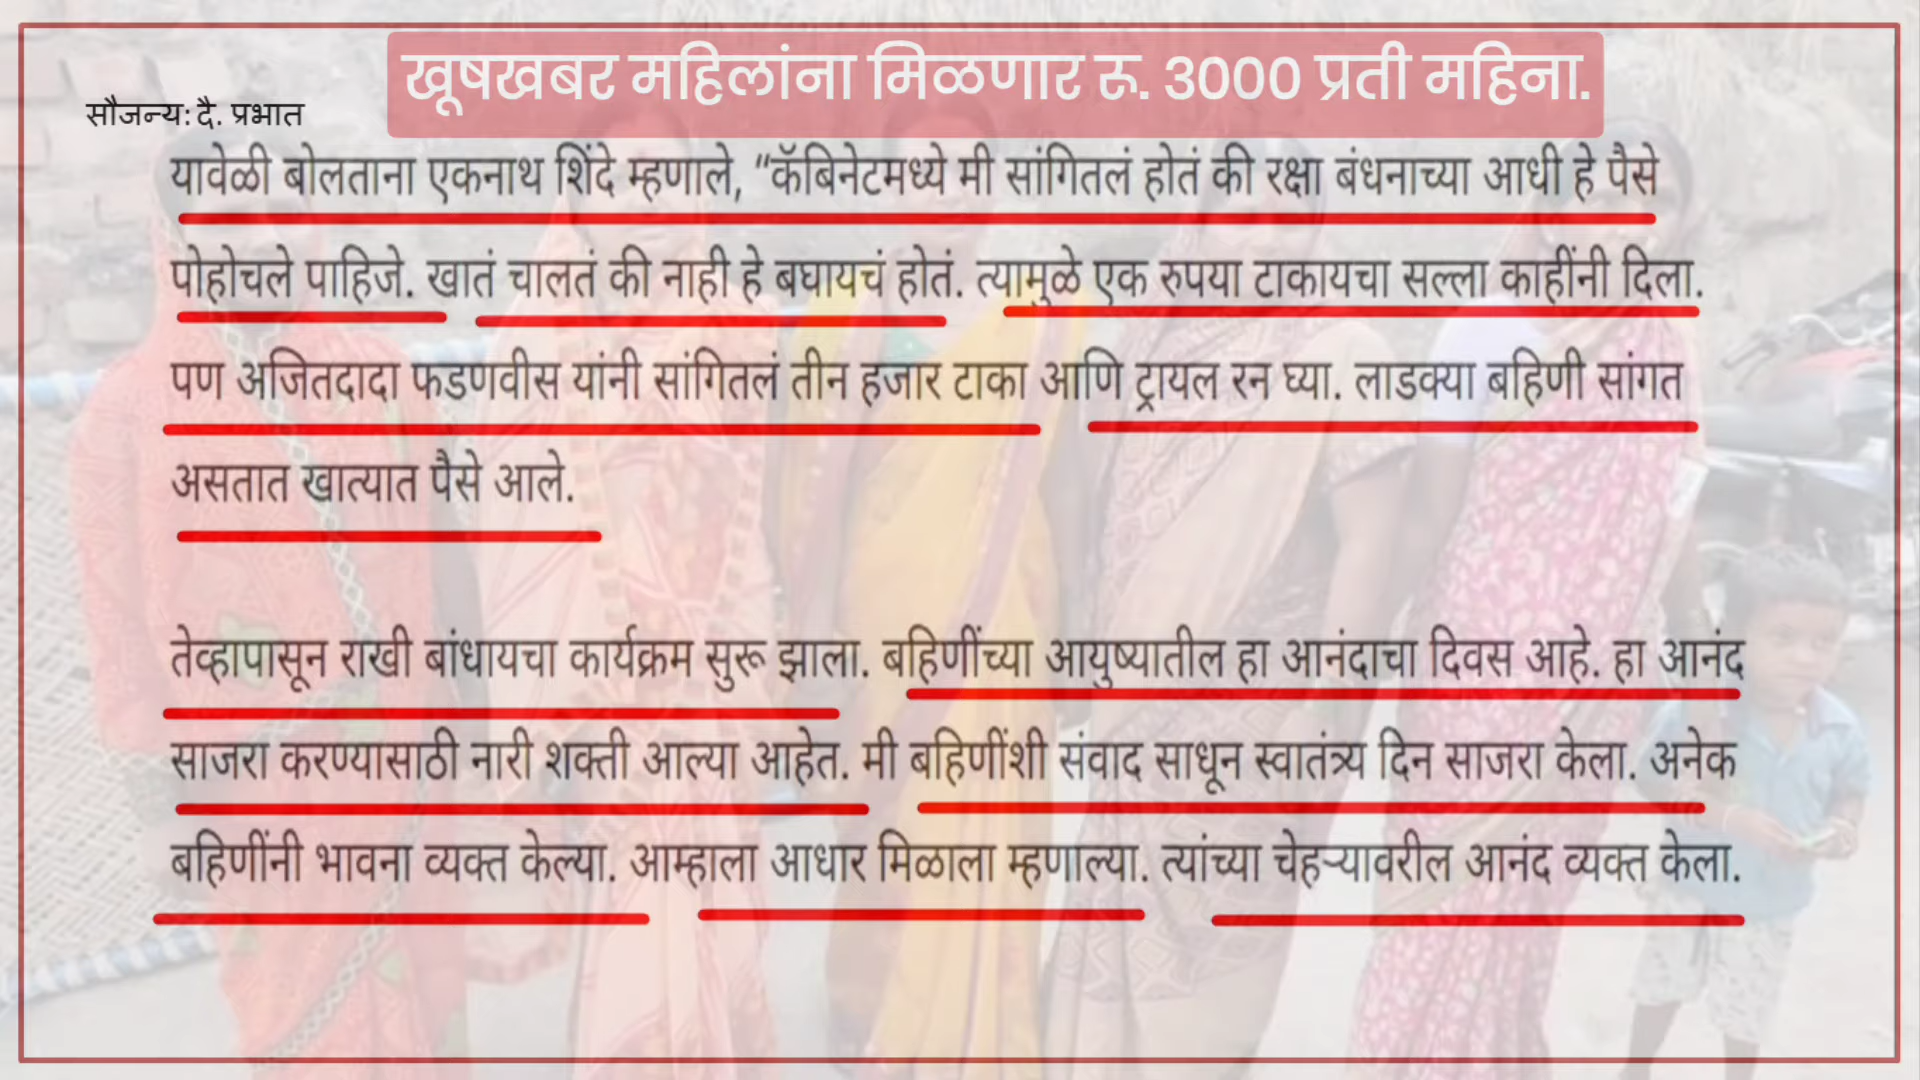 खूषखबर महिलांना मिळणार रू. 3000 प्रती महिना.
सौजन्य: दै. प्रभात
यावेळी बोलताना एकनाथ शिंदे म्हणाले, “कॅबिनेटमध्ये मी सांगितलं होतं की रक्षा बंधनाच्या आधी हे पैसे
पोहोचले पाहिजे. खातं चालतं की नाही हे बघायचं होतं. त्यामुळे एक रुपया टाकायचा सल्ला काहींनी दिला.
पण अजितदादा फडणवीस यांनी सांगितलं तीन हजार टाका आणि ट्रायल रन घ्या. लाडक्या बहिणी सांगत
असतात खात्यात पैसे आले.
तेव्हापासून राखी बांधायचा कार्यक्रम सुरू झाला. बहिणींच्या आयुष्यातील हा आनंदाचा दिवस आहे. हा आनंद
साजरा करण्यासाठी नारी शक्ती आल्या आहेत. मी बहिणींशी संवाद साधून स्वातंत्र्य दिन साजरा केला. अनेक
बहिणींनी भावना व्यक्त केल्या. आम्हाला आधार मिळाला म्हणाल्या. त्यांच्या चेहऱ्यावरील आनंद व्यक्त केला.